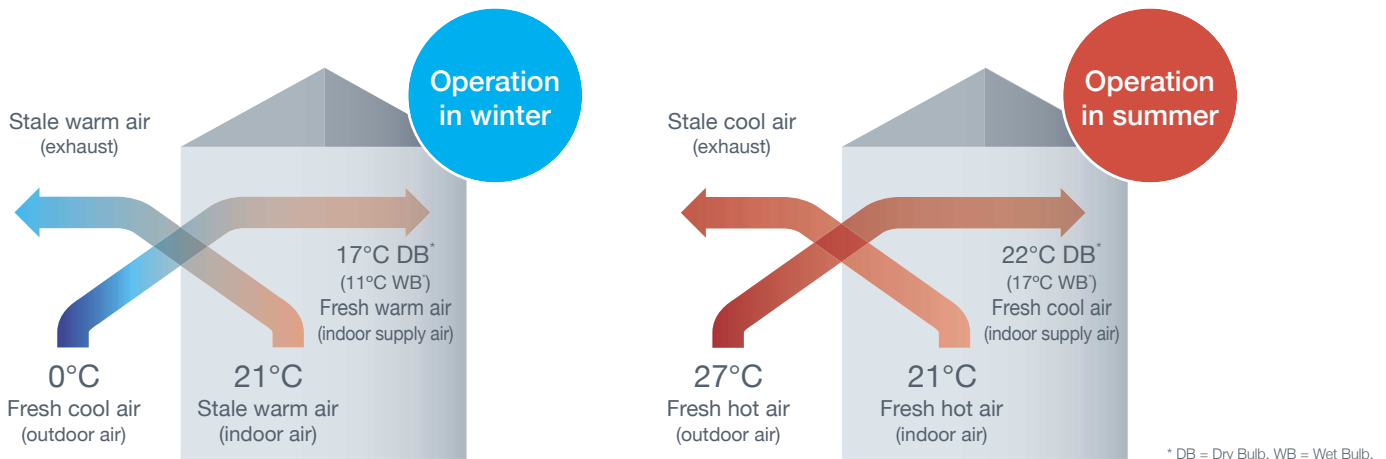 Operation
in winter
Stale warm air
(exhaust)
17°C DB*
(11ºC WB*)
Fresh warm air
(indoor supply air)
0°C
Fresh cool air
(outdoor air)
21°C
Stale warm air
(indoor air)
Operation
in summer
Stale cool air
(exhaust)
22°C DB*
(17ºC WB*)
Fresh cool air
(indoor supply air)
27°C
Fresh hot air
(outdoor air)
21°C
Fresh hot air
(indoor air)
* DB = Dry Bulb. WB = Wet Bulb.